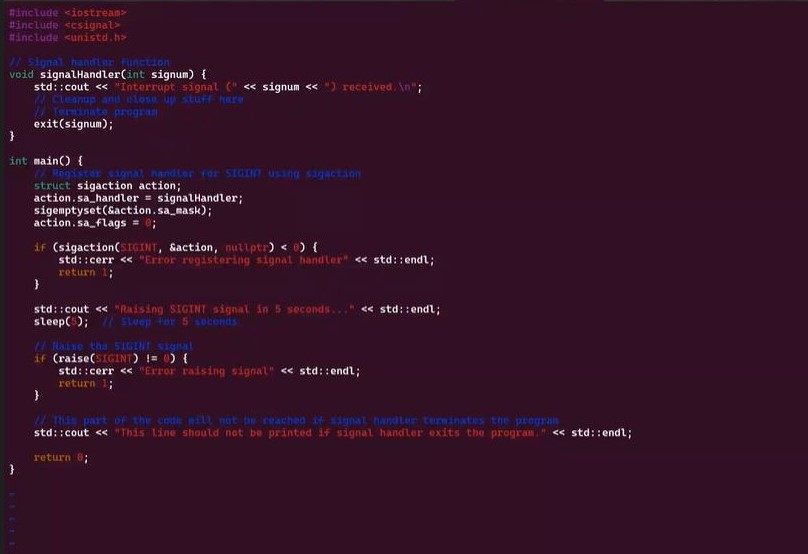 #include <iostream>
#include <csignal>
#include <unistd.h>

// Signal handler function
void signalHandler(int signum) {
    std::cout << "Interrupt signal (" << signum << ") received.\n";
    // Cleanup and close up stuff here
    // Terminate program
    exit(signum);
}

int main() {
    // Register signal handler for SIGINT using sigaction
    struct sigaction action;
    action.sa_handler = signalHandler;
    sigemptyset(&action.sa_mask);
    action.sa_flags = 0;

    if (sigaction(SIGINT, &action, nullptr) < 0) {
        std::cerr << "Error registering signal handler" << std::endl;
        return 1;
    }

    std::cout << "Raising SIGINT signal in 5 seconds..." << std::endl;
    sleep(5);  // Sleep for 5 seconds

    // Raise the SIGINT signal
    if (raise(SIGINT) != 0) {
        std::cerr << "Error raising signal" << std::endl;
        return 1;
    }

    // This part of the code will not be reached if signal handler terminates the program
    std::cout << "This line should not be printed if signal handler exits the program." << std::endl;

    return 0;
}

~
~
~
~
~